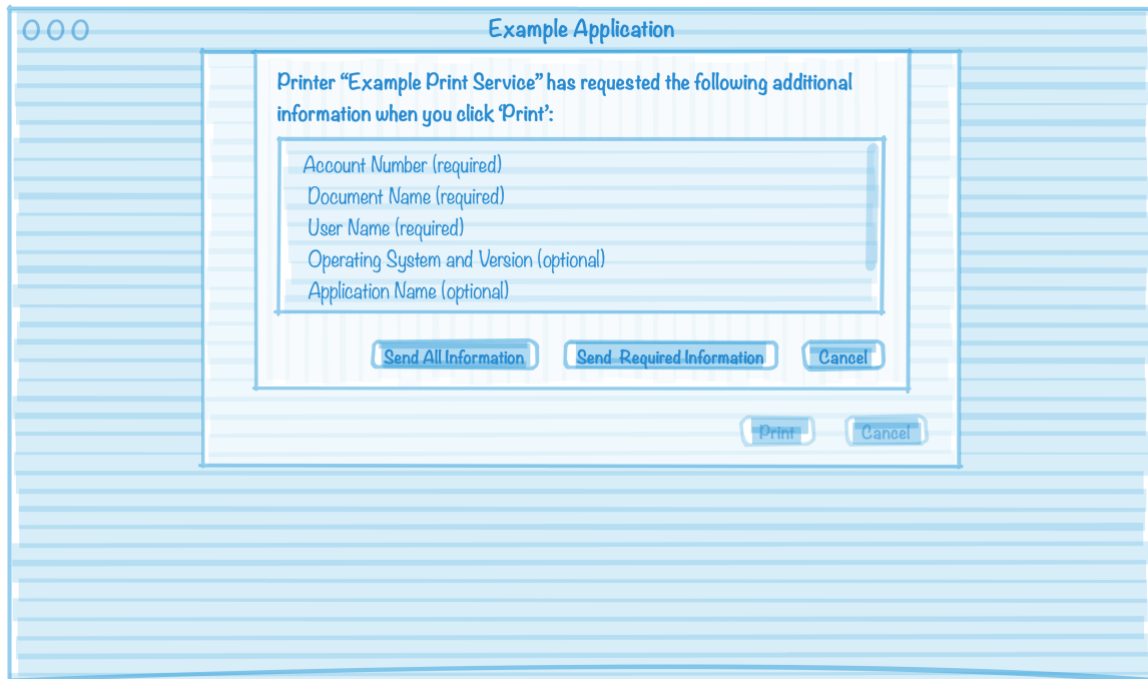 Example Application
Printer “Example Print Service” has requested the following additional
information when you click ‘Print’:
Account Number (required)
Document Name (required)
User Name (required)
Operating System and Version (optional)
Application Name (optional)
Send All Information
Send Required Information
Cancel
Print
Cancel